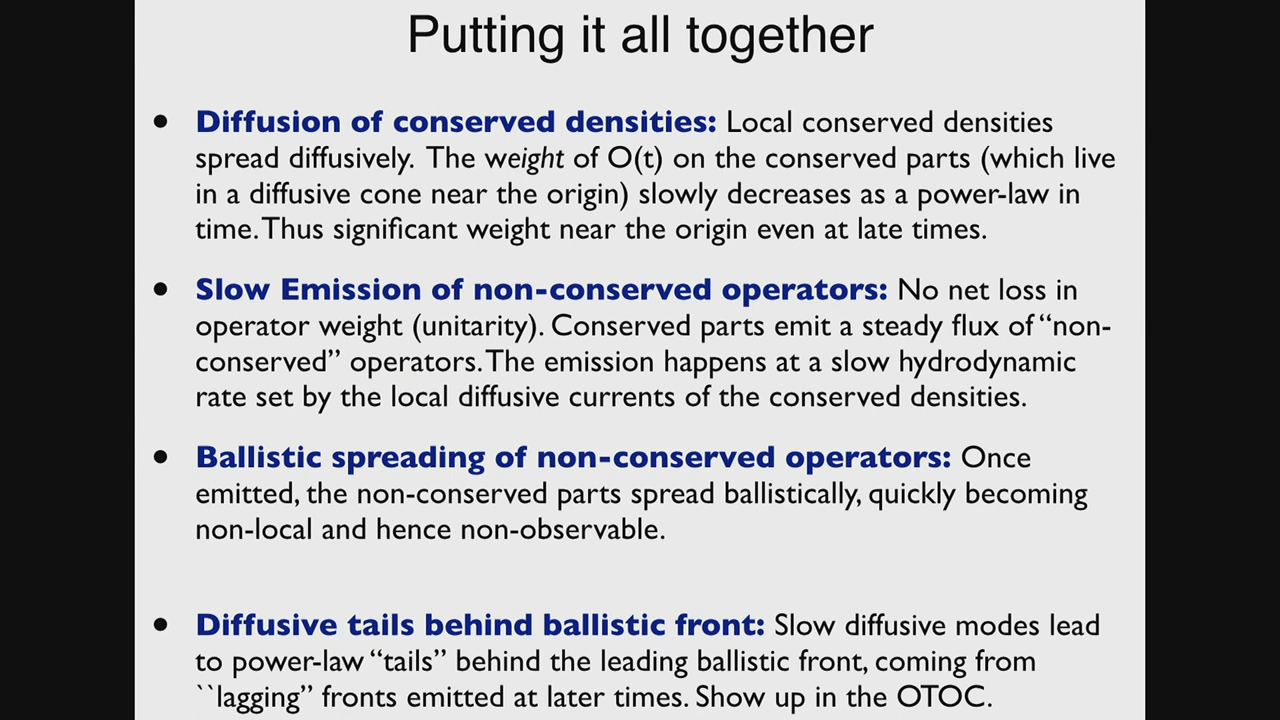 Putting it all together
• Diffusion of conserved densities: Local conserved densities
spread diffusively. The weight of O(t) on the conserved parts (which live
in a diffusive cone near the origin) slowly decreases as a power-law in
time. Thus significant weight near the origin even at late times.
• Slow Emission of non-conserved operators: No net loss in
operator weight (unitarity). Conserved parts emit a steady flux of “non-
conserved” operators. The emission happens at a slow hydrodynamic
rate set by the local diffusive currents of the conserved densities.
• Ballistic spreading of non-conserved operators: Once
emitted, the non-conserved parts spread ballistically, quickly becoming
non-local and hence non-observable.
• Diffusive tails behind ballistic front: Slow diffusive modes lead
to power-law “tails” behind the leading ballistic front, coming from
``lagging” fronts emitted at later times. Show up in the OTOC.